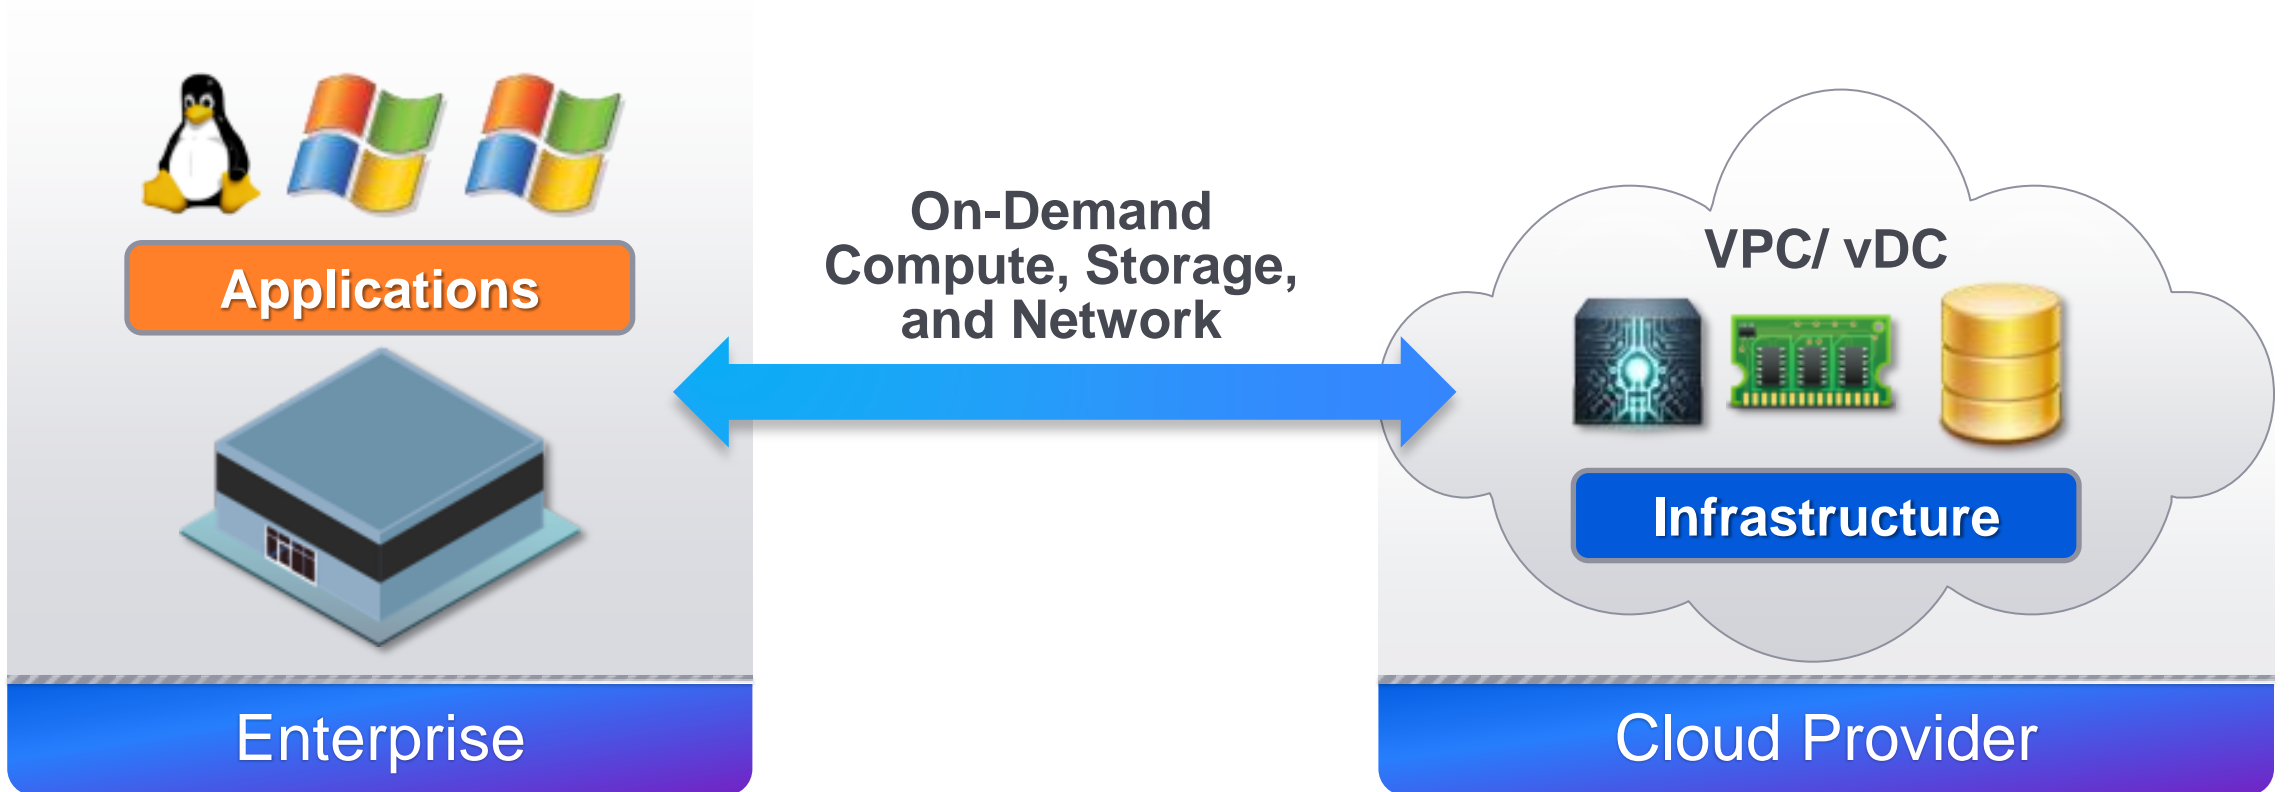 Applications
Enterprise
On-Demand
Compute, Storage,
and Network
VPC/ vDC
Infrastructure
Cloud Provider